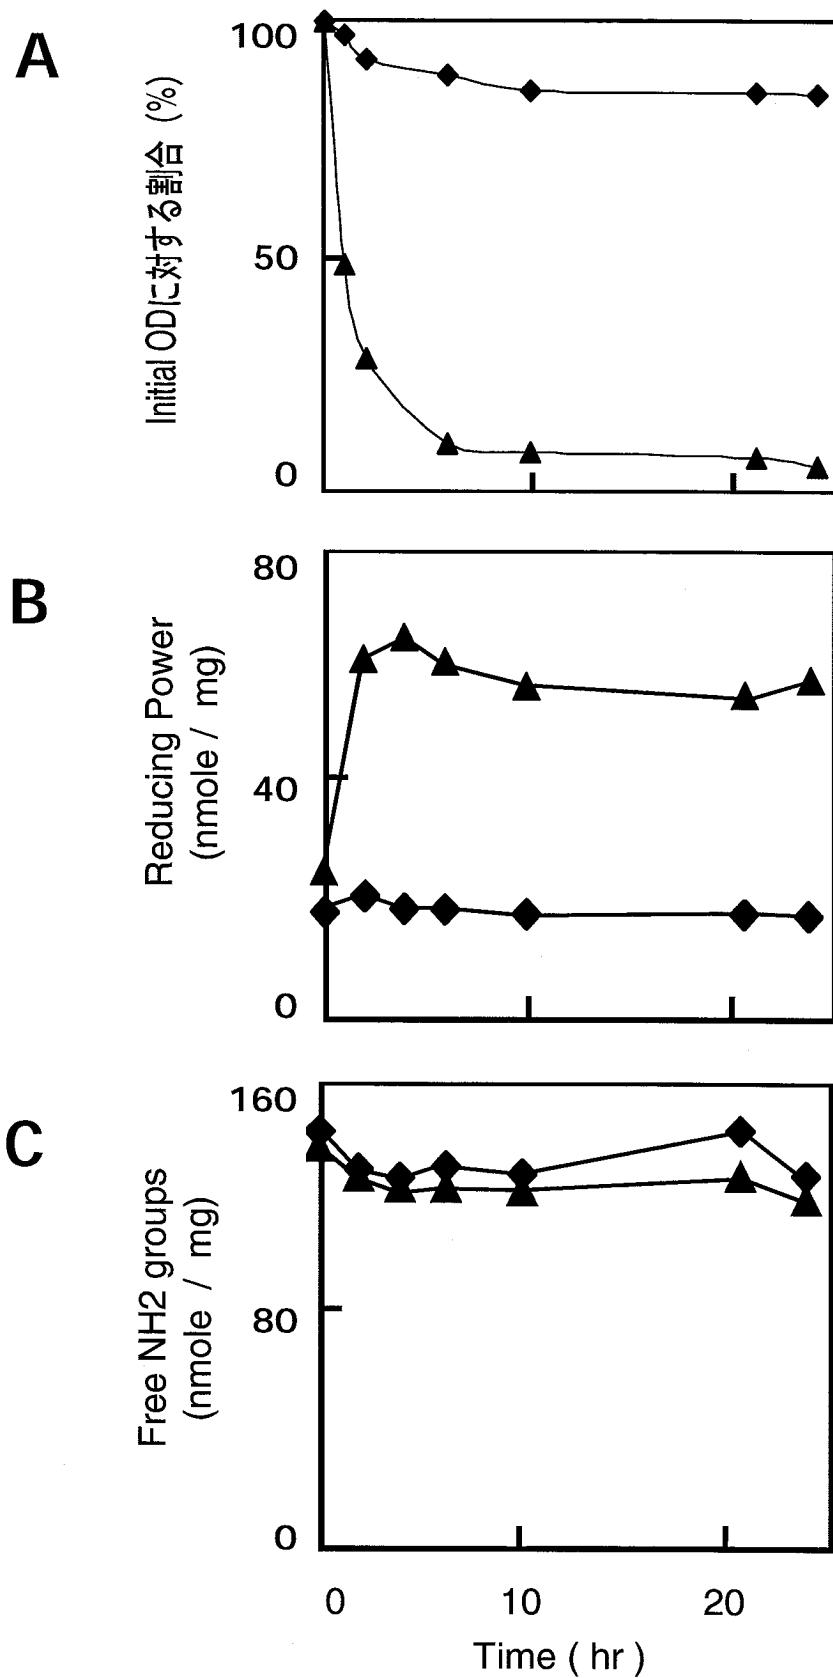 A
Initial ODに対する割合 (%)
100
50
0
B
Reducing Power
(nmole / mg)
80
40
0
C
Free NH2 groups
(nmole / mg)
160
80
0
0 10 20
Time ( hr )